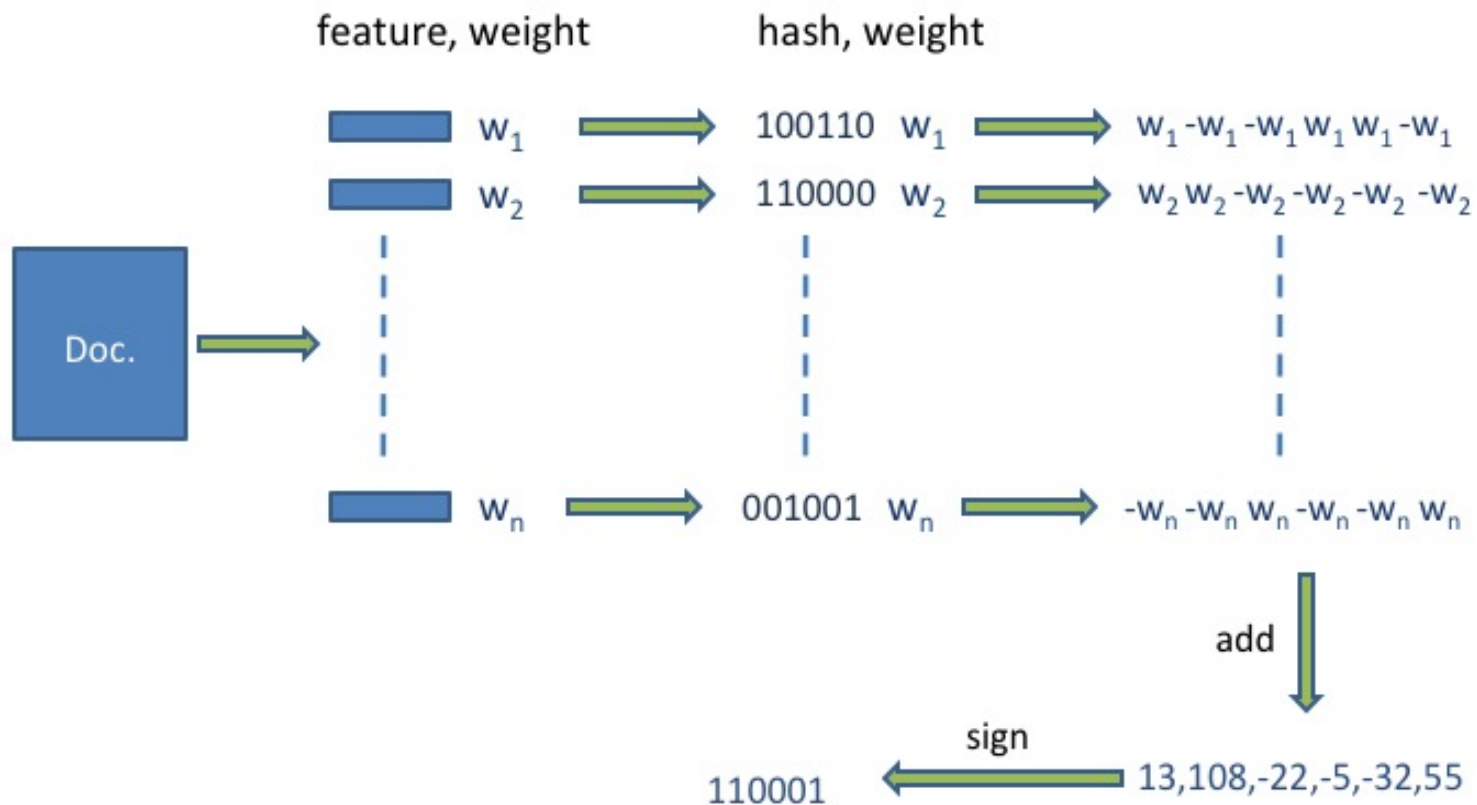 feature, weight hash, weight
w₁ 100110 w₁ w₁ -w₁ -w₁ w₁ w₁ -w₁
w₂ 110000 w₂ w₂ w₂ -w₂ -w₂ -w₂ -w₂
Doc.
wₙ 001001 wₙ -wₙ -wₙ wₙ -wₙ -wₙ wₙ
add
sign
110001 13,108,-22,-5,-32,55